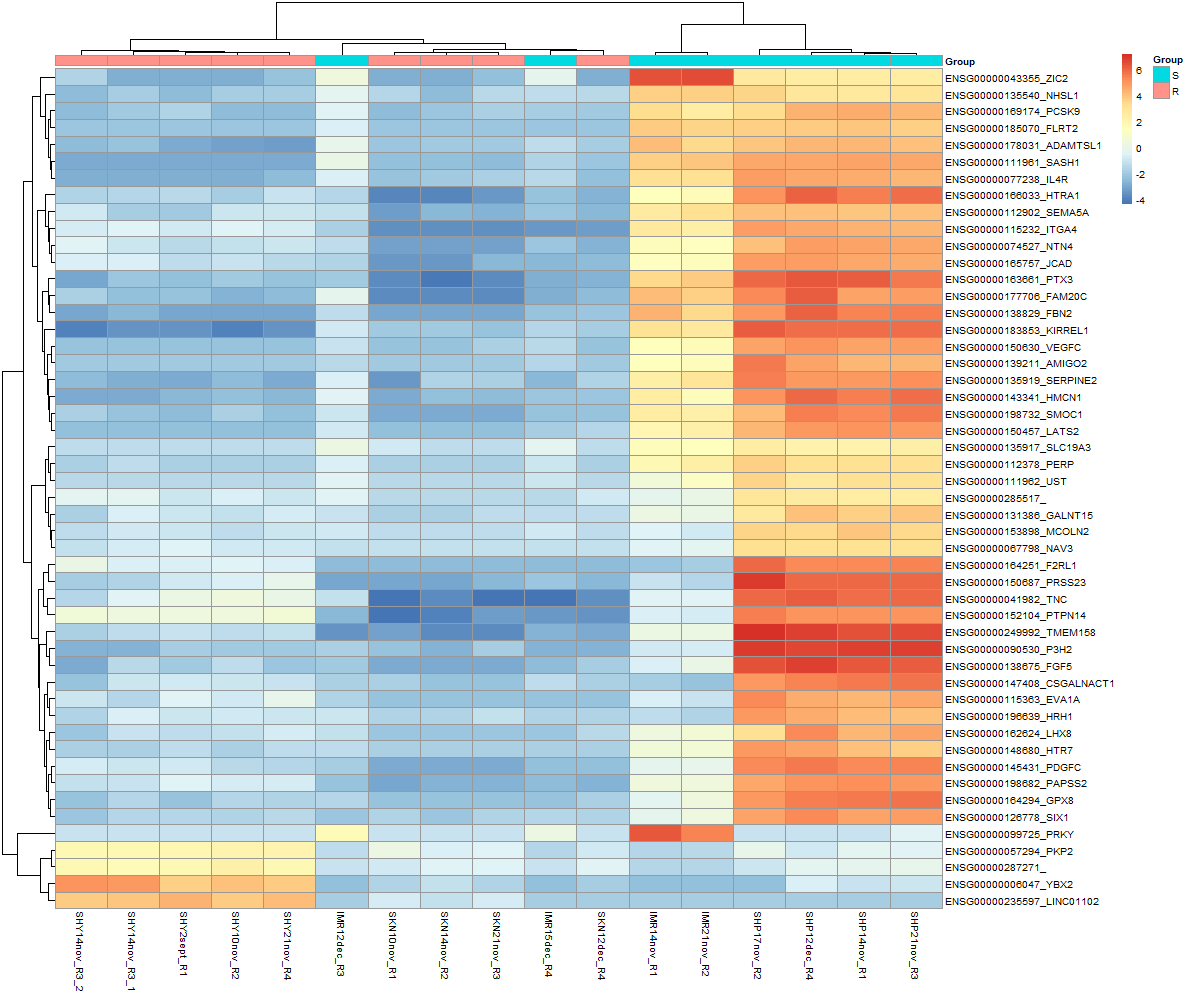 Group
ENSG00000043355_ZIC2
ENSG00000135540_NHSL1
ENSG00000169174_PCSK9
ENSG00000185070_FLRT2
ENSG00000178031_ADAMTSL1
ENSG00000111961_SASH1
ENSG00000077238_IL4R
ENSG00000166033_HTRA1
ENSG00000112902_SEMA5A
ENSG00000115232_ITGA4
ENSG00000074527_NTN4
ENSG00000165757_JCAD
ENSG00000163661_PTX3
ENSG00000177706_FAM20C
ENSG00000138829_FBN2
ENSG00000183853_KIRREL1
ENSG00000150630_VEGFC
ENSG00000139211_AMIGO2
ENSG00000135919_SERPINE2
ENSG00000143341_HMCN1
ENSG00000198732_SMOC1
ENSG00000150457_LATS2
ENSG00000135917_SLC19A3
ENSG00000112378_PERP
ENSG00000111962_UST
ENSG00000285517_
ENSG00000131386_GALNT15
ENSG00000153898_MCOLN2
ENSG00000067798_NAV3
ENSG00000164251_F2RL1
ENSG00000150687_PRSS23
ENSG00000041982_TNC
ENSG00000152104_PTPN14
ENSG00000249992_TMEM158
ENSG00000090530_P3H2
ENSG00000138675_FGF5
ENSG00000147408_CSGALNACT1
ENSG00000115363_EVA1A
ENSG00000196639_HRH1
ENSG00000162624_LHX8
ENSG00000148680_HTR7
ENSG00000145431_PDGFC
ENSG00000198682_PAPSS2
ENSG00000164294_GPX8
ENSG00000126778_SIX1
ENSG00000099725_PRKY
ENSG00000057294_PKP2
ENSG00000287271_
ENSG00000006047_YBX2
ENSG00000235597_LINC01102
SHY14nov_R3_2
SHY14nov_R3_1
SHY2sept_R1
SHY10nov_R2
SHY21nov_R4
IMR12dec_R3
SKN10nov_R1
SKN14nov_R2
SKN21nov_R3
IMR15dec_R4
SKN12dec_R4
IMR14nov_R1
IMR21nov_R2
SHP17nov_R2
SHP12dec_R4
SHP14nov_R1
SHP21nov_R3
6
4
2
0
-2
-4
Group
S
R